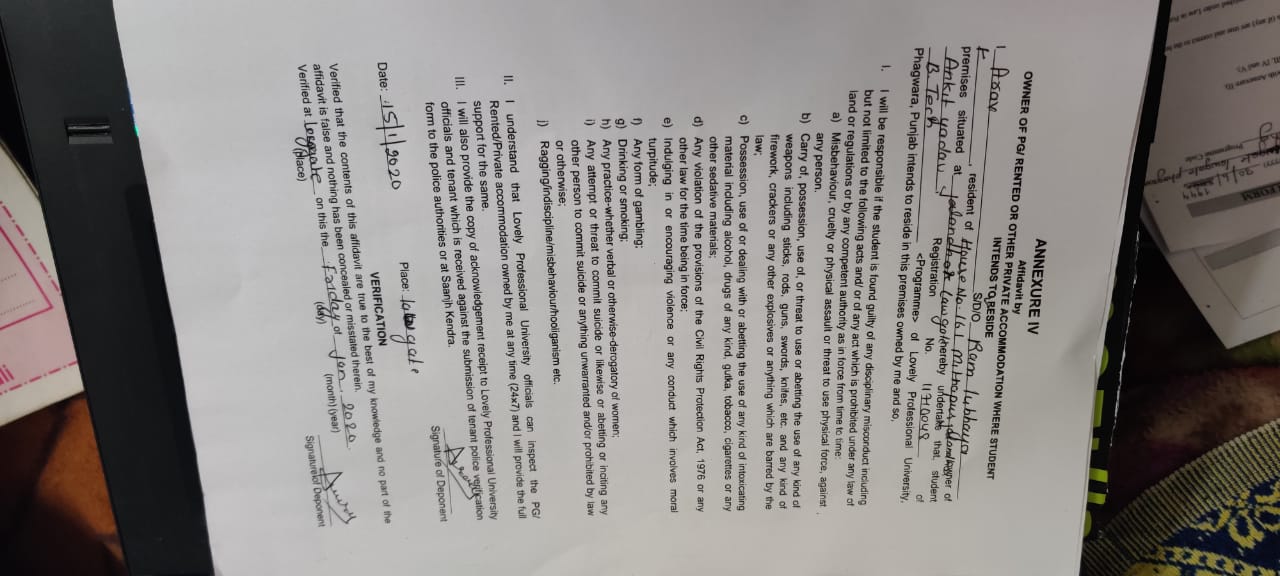 FORM
1999
lawgate phag
Programme Code
with Annexure II).
III, IV and V).
ANNEXURE IV
Affidavit by
OWNER OF PG/ RENTED OR OTHER PRIVATE ACCOMMODATION WHERE STUDENT
INTENDS TO RESIDE
I Arav S/D/O Ram lubhaya
resident of House No. 161 Mithapur jalandhar owner of
premises situated at Jalandhar Lawgate hereby undertake that, student
Ankit yadav, Registration No. 11710048 of
B.Tech <Programme> of Lovely Professional University,
Phagwara, Punjab intends to reside in this premises owned by me and so,
I. I will be responsible if the student is found guilty of any disciplinary misconduct including
but not limited to the following acts and/ or of any act which is prohibited under any law of
land or regulations or by any competent authority as in force from time to time:
a) Misbehaviour, cruelty or physical assault or threat to use physical force, against
any person.
b) Carry of, possession, use of, or threat to use or abetting the use of any kind of
weapons including sticks, rods, guns, swords, knifes, etc. and any kind of
firework, crackers or any other explosives or anything which are barred by the
law;
c) Possession, use of or dealing with or abetting the use of any kind of intoxicating
material including alcohol, drugs of any kind, gutka, tobacco, cigarettes or any
other sedative materials;
d) Any violation of the provisions of the Civil Rights Protection Act, 1976 or any
other law for the time being in force;
e) Indulging in or encouraging violence or any conduct which involves moral
turpitude;
f) Any form of gambling;
g) Drinking or smoking;
h) Any practice-whether verbal or otherwise-derogatory of women;
i) Any attempt or threat to commit suicide or likewise or abetting or inciting any
other person to commit suicide or anything unwarranted and/or prohibited by law
or otherwise;
j) Ragging/indiscipline/misbehaviour/hooliganism etc.
II. I understand that Lovely Professional University officials can inspect the PG/
Rented/Private accommodation owned by me at any time (24x7) and I will provide the full
support for the same.
III. I will also provide the copy of acknowledgement receipt to Lovely Professional University
officials and tenant which is received against the submission of tenant police verification
form to the police authorities or at Saanjh Kendra.
Signature of Deponent
Date: 15/1/2020 Place: lawgate
VERIFICATION
Verified that the contents of this affidavit are true to the best of my knowledge and no part of the
affidavit is false and nothing has been concealed or misstated therein.
Verified at Lawgate on this the Friday of Jan, 2020
(place) (day) (month) (year)
Signature of Deponent